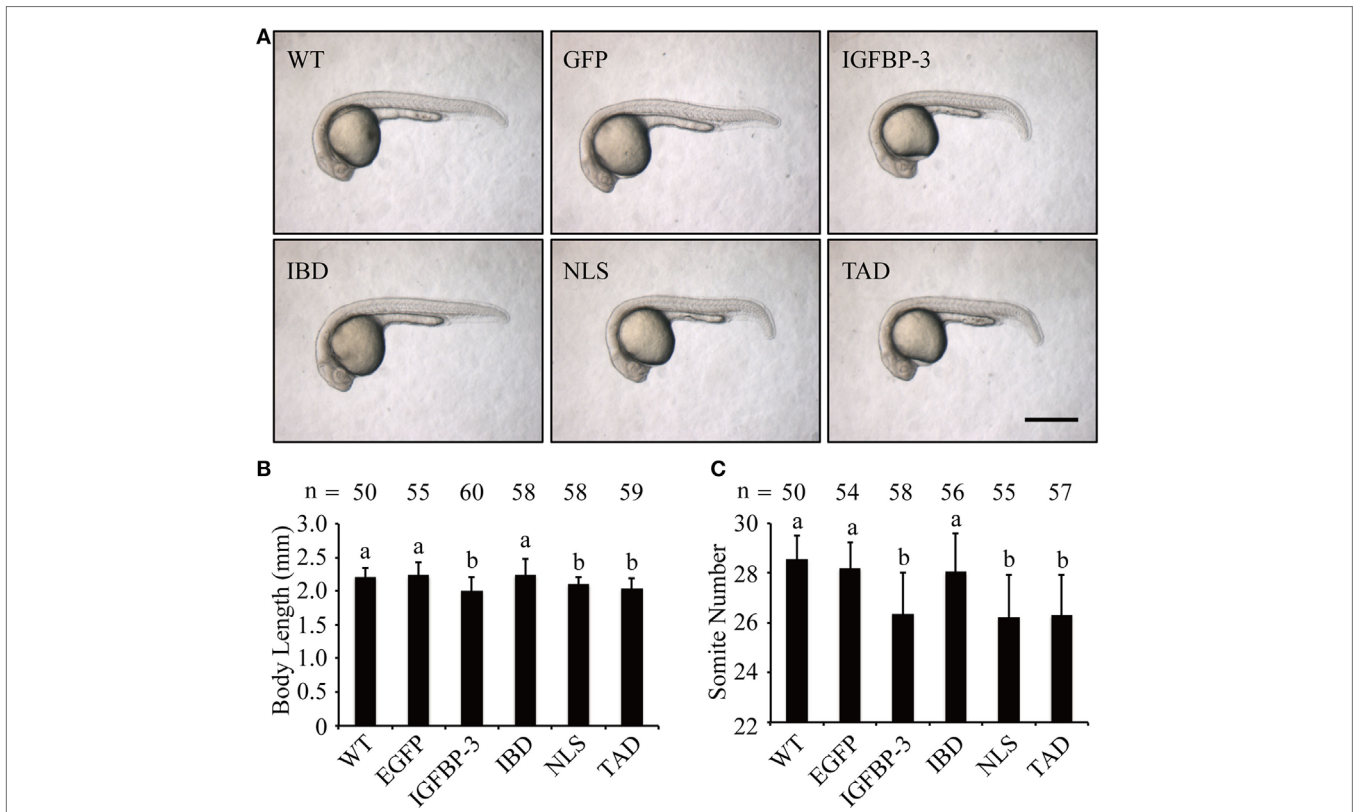 A
WT
GFP
IGFBP-3
IBD
NLS
TAD
B
n = 50 55 60 58 58 59
3.0
2.5
2.0
1.5
1.0
0.5
0
Body Length (mm)
a a b a b b
WT EGFP IGFBP-3 IBD NLS TAD
C
n = 50 54 58 56 55 57
30
28
26
24
22
Somite Number
a a b a b b
WT EGFP IGFBP-3 IBD NLS TAD